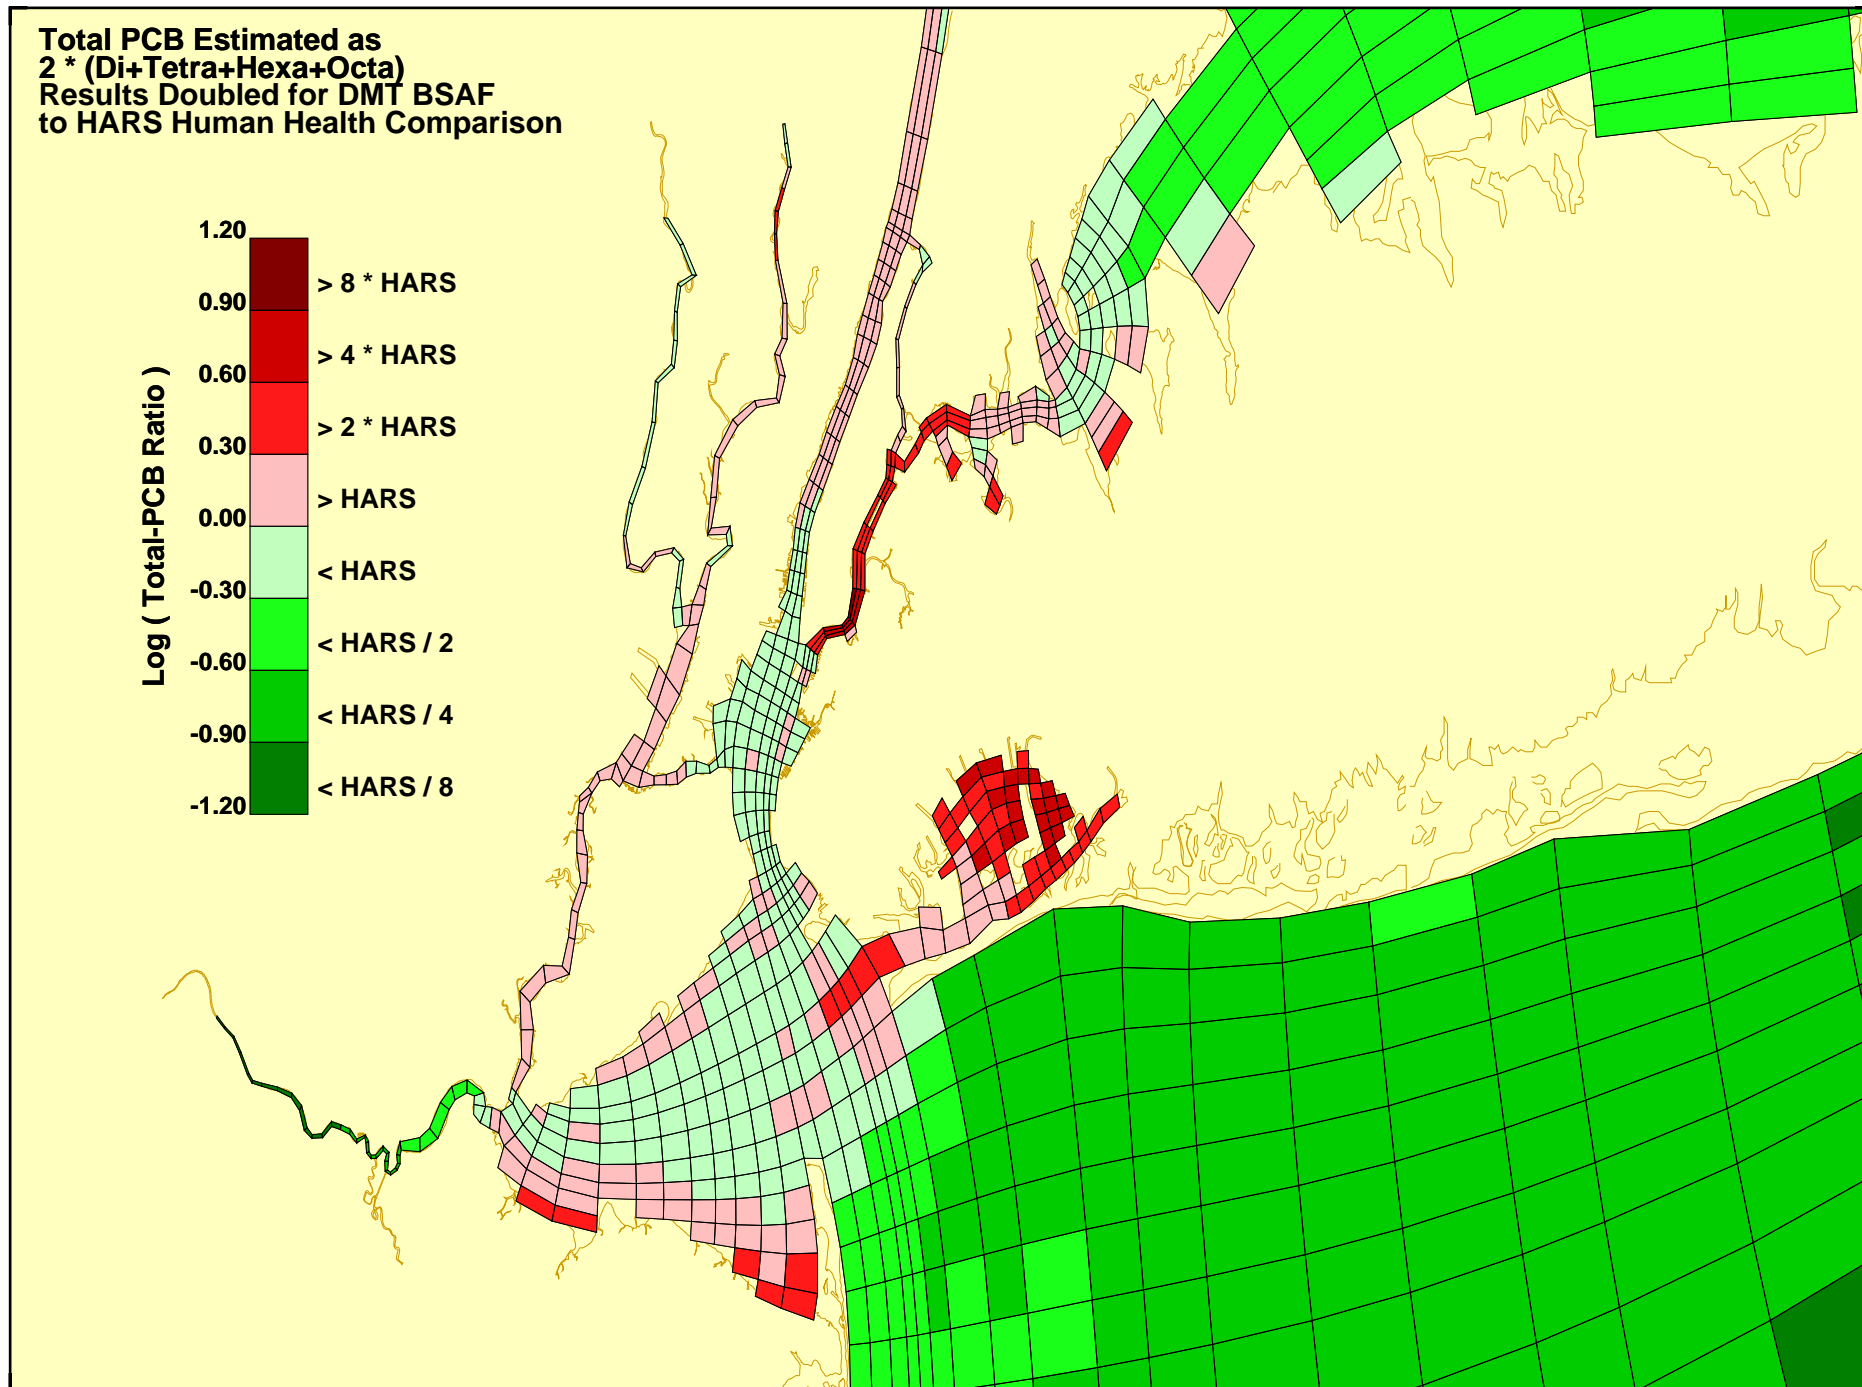 Total PCB Estimated as
2 * (Di+Tetra+Hexa+Octa)
Results Doubled for DMT BSAF
to HARS Human Health Comparison
Log ( Total-PCB Ratio )
1.20
> 8 * HARS
0.90
> 4 * HARS
0.60
> 2 * HARS
0.30
> HARS
0.00
< HARS
-0.30
< HARS / 2
-0.60
< HARS / 4
-0.90
< HARS / 8
-1.20